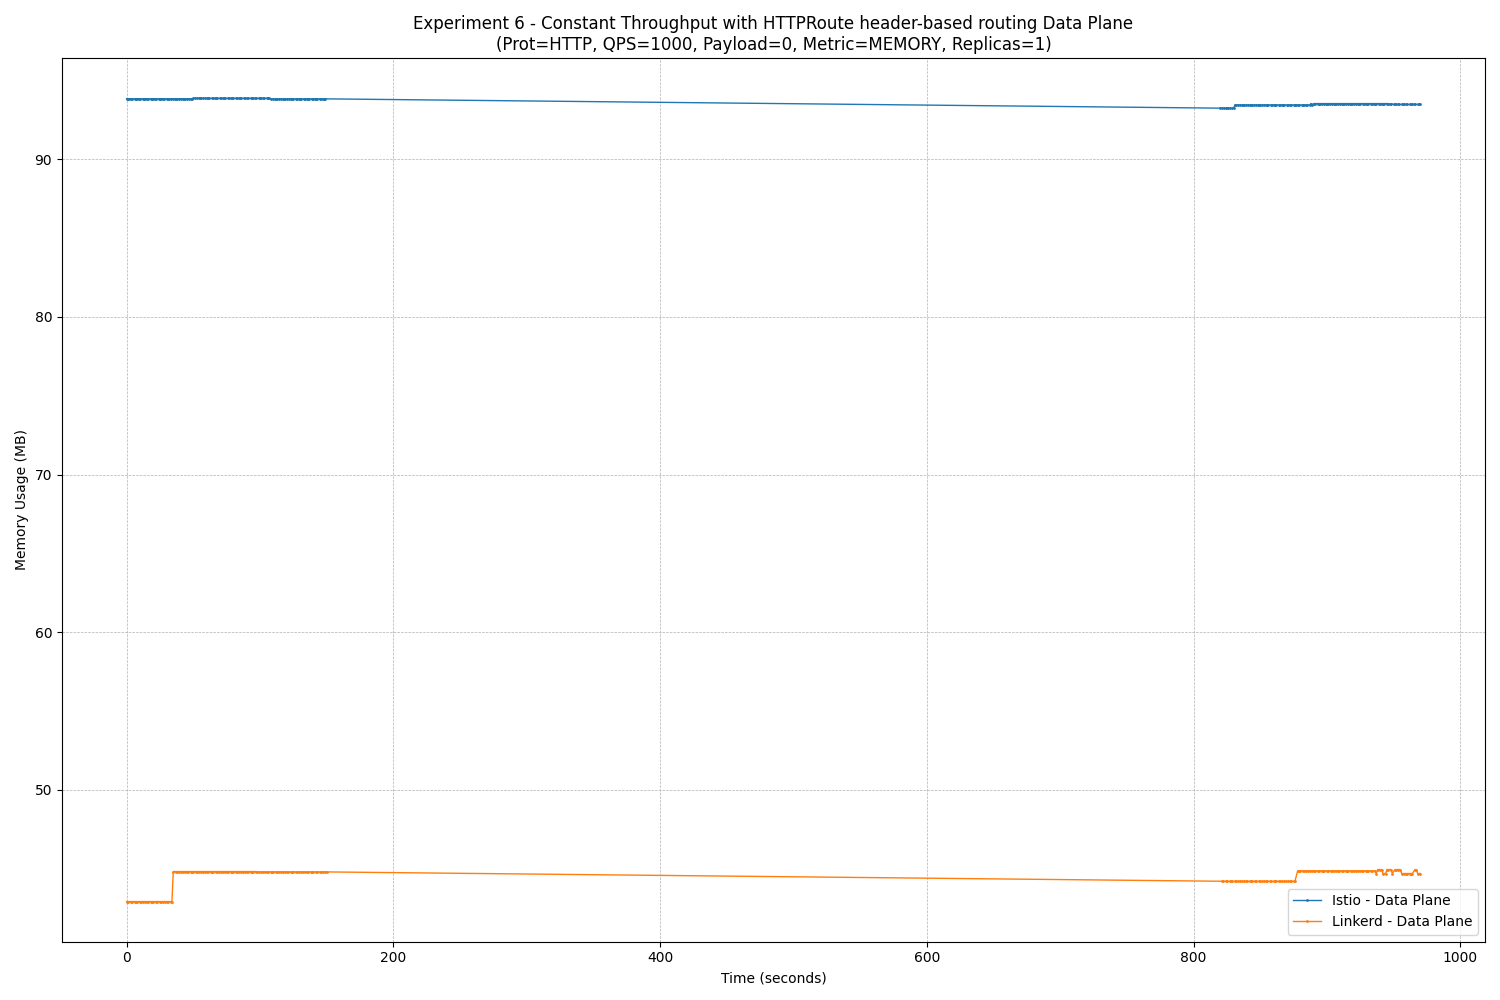 Experiment 6 - Constant Throughput with HTTPRoute header-based routing Data Plane
(Prot=HTTP, QPS=1000, Payload=0, Metric=MEMORY, Replicas=1)
Memory Usage (MB)
90
80
70
60
50
0
200
400
600
800
1000
Time (seconds)
Istio - Data Plane
Linkerd - Data Plane